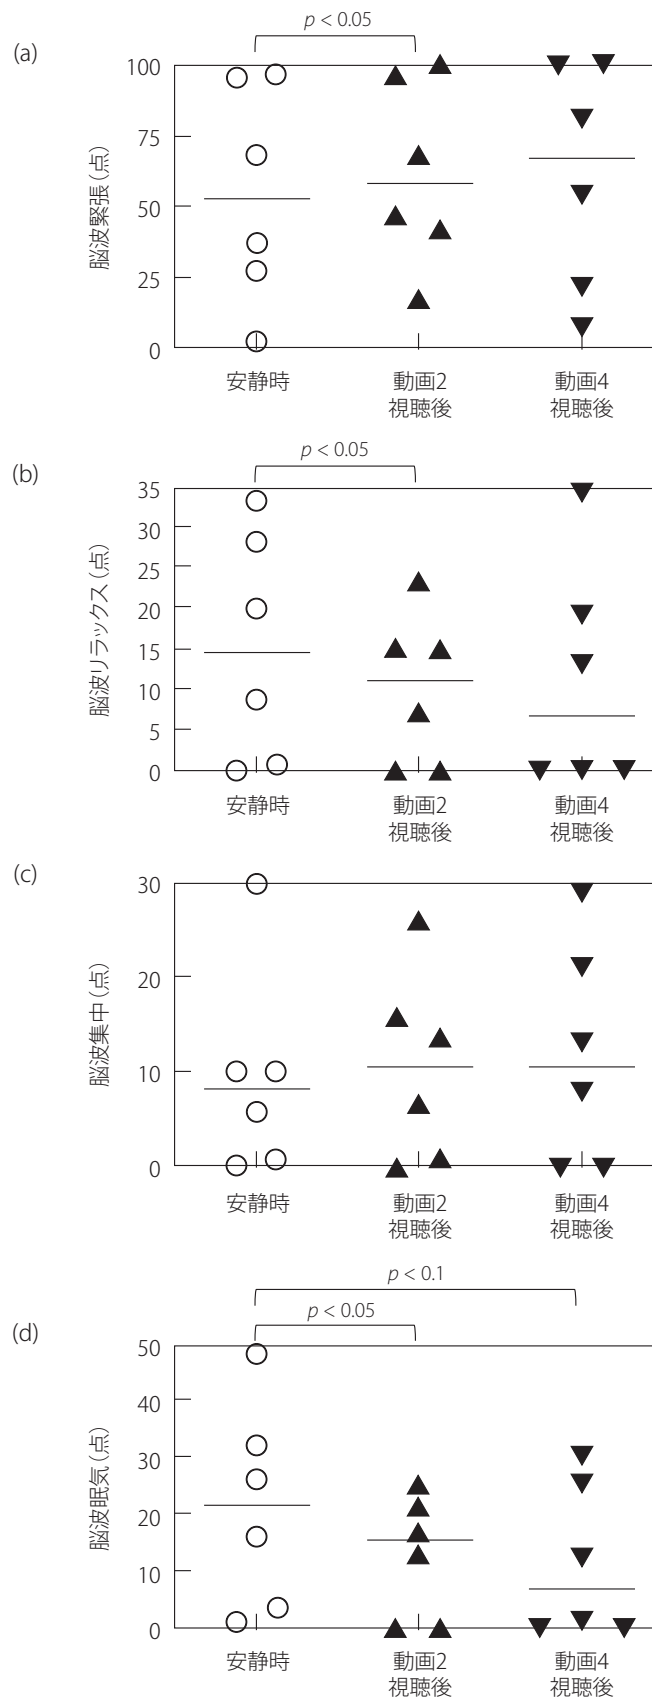 p < 0.05
(a)
100
75
50
25
0
脳波緊張(点)
安静時
動画2
視聴後
動画4
視聴後
p < 0.05
(b)
35
30
25
20
15
10
5
0
脳波リラックス(点)
安静時
動画2
視聴後
動画4
視聴後
(c)
30
20
10
0
脳波集中(点)
安静時
動画2
視聴後
動画4
視聴後
p < 0.1
p < 0.05
(d)
50
40
30
20
10
0
脳波眠気(点)
安静時
動画2
視聴後
動画4
視聴後